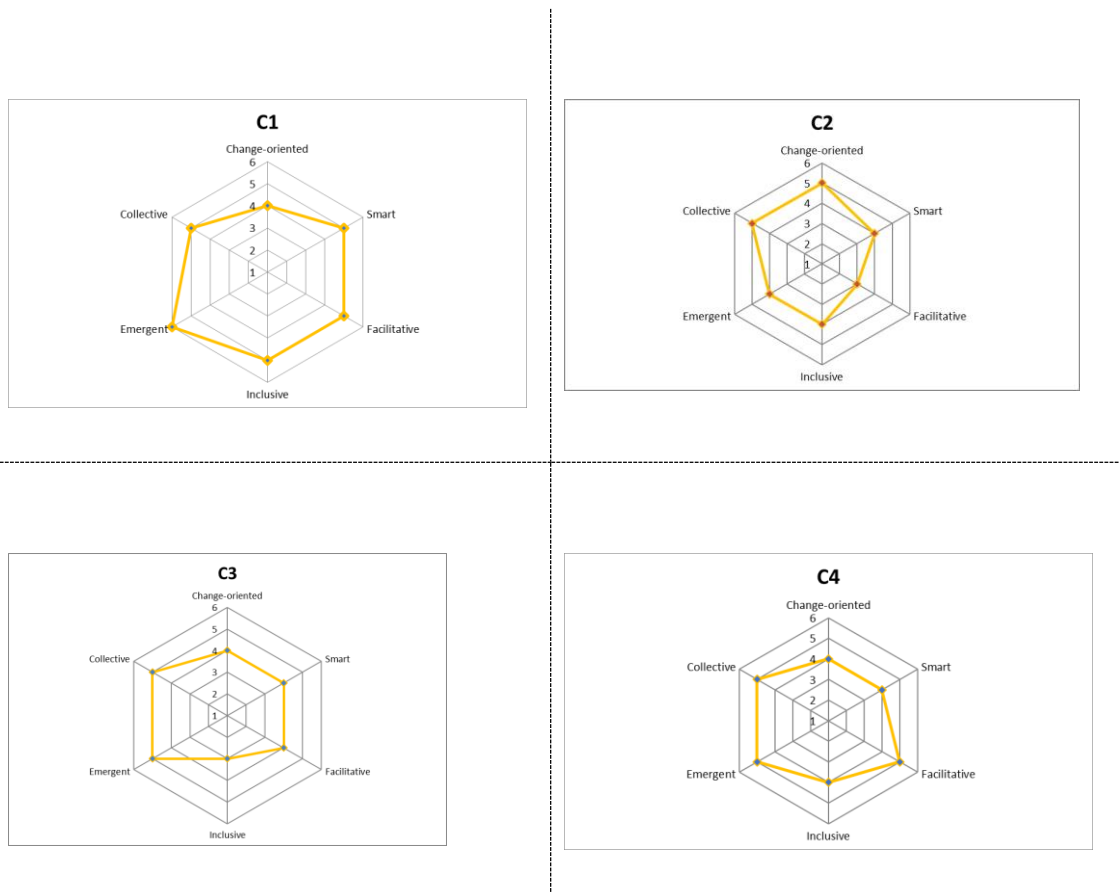 C1
Change-oriented
6
5
4
3
2
1
Collective
Smart
Emergent
Facilitative
Inclusive
C2
Change-oriented
6
5
4
3
2
1
Collective
Smart
Emergent
Facilitative
Inclusive
C3
Change-oriented
6
5
4
3
2
1
Collective
Smart
Emergent
Facilitative
Inclusive
C4
Change-oriented
6
5
4
3
2
1
Collective
Smart
Emergent
Facilitative
Inclusive